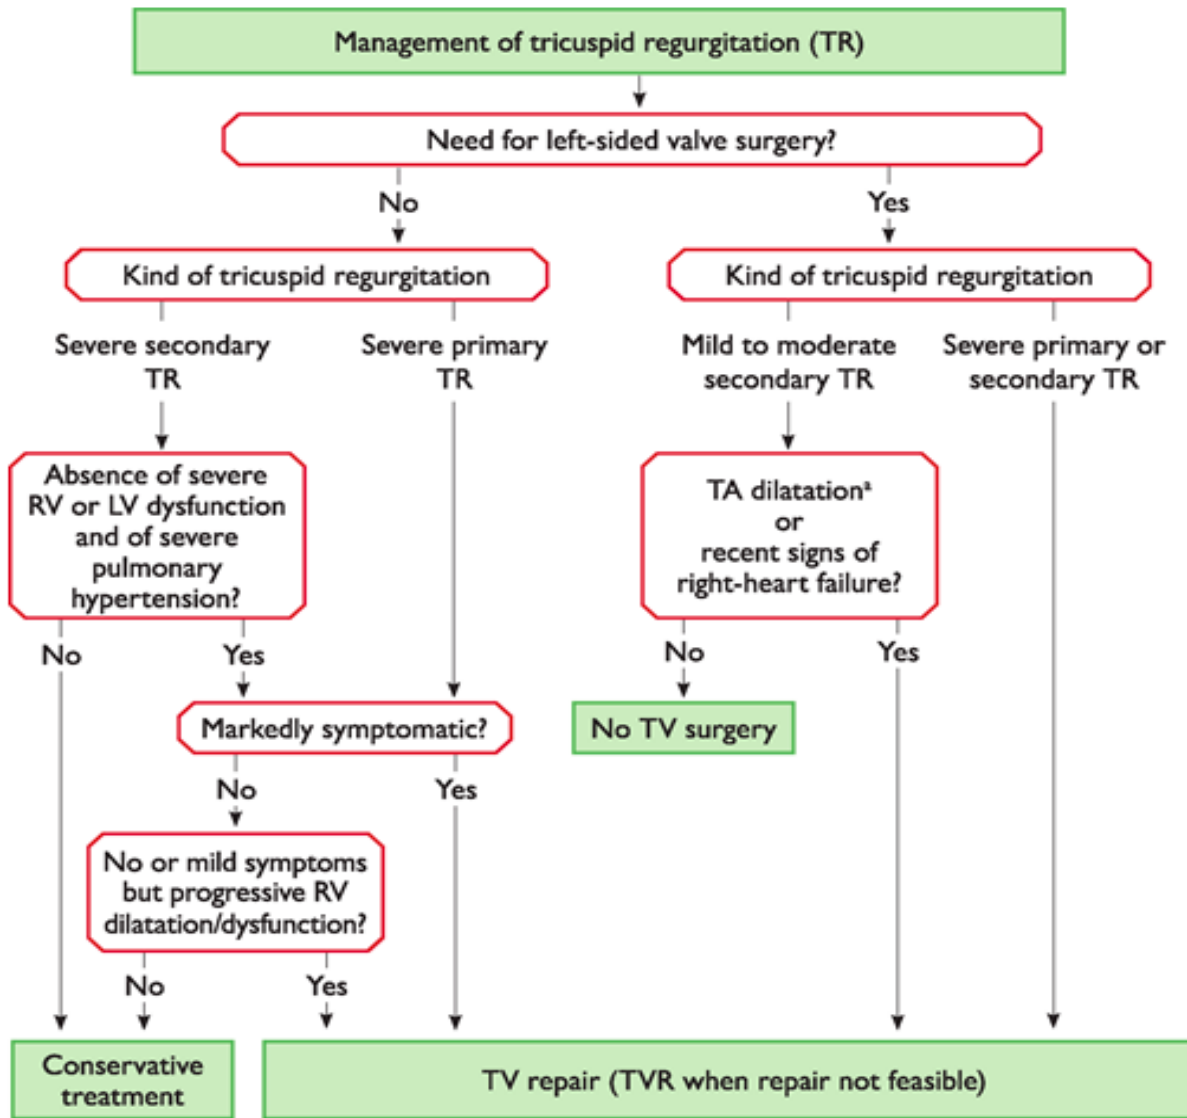 Management of tricuspid regurgitation (TR)
Need for left-sided valve surgery?
No
Yes
Kind of tricuspid regurgitation
Kind of tricuspid regurgitation
Severe secondary
TR
Severe primary
TR
Mild to moderate
secondary TR
Severe primary or
secondary TR
Absence of severe
RV or LV dysfunction
and of severe
pulmonary
hypertension?
TA dilatationª
or
recent signs of
right-heart failure?
No
Yes
No
Yes
Markedly symptomatic?
No TV surgery
No
Yes
No or mild symptoms
but progressive RV
dilatation/dysfunction?
No
Yes
Conservative
treatment
TV repair (TVR when repair not feasible)